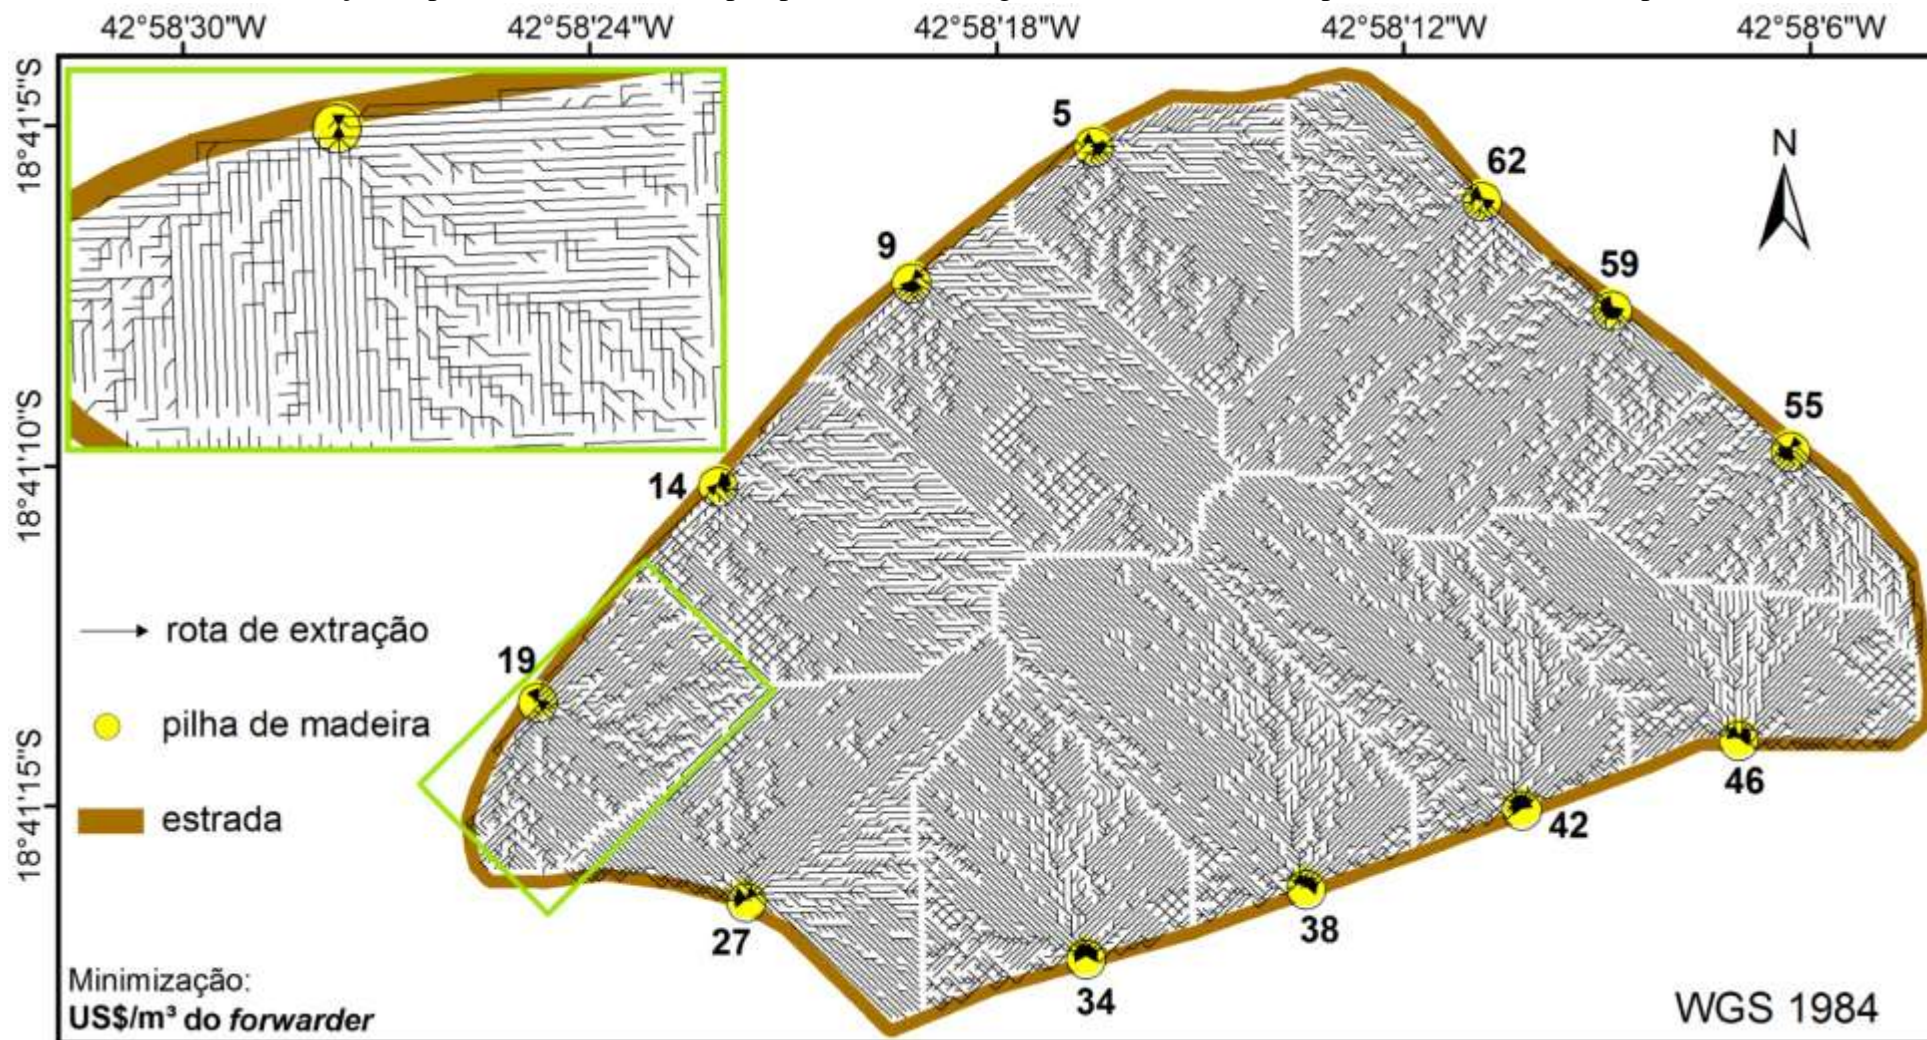 42°58'30"W 42°58'24"W 42°58'18"W 42°58'12"W 42°58'6"W
18°41'5"S
18°41'10"S
18°41'15"S
5
62
N
9
59
55
14
19
rota de extração
pilha de madeira
estrada
46
42
38
27
34
Minimização:
US$/m³ do forwarder
WGS 1984